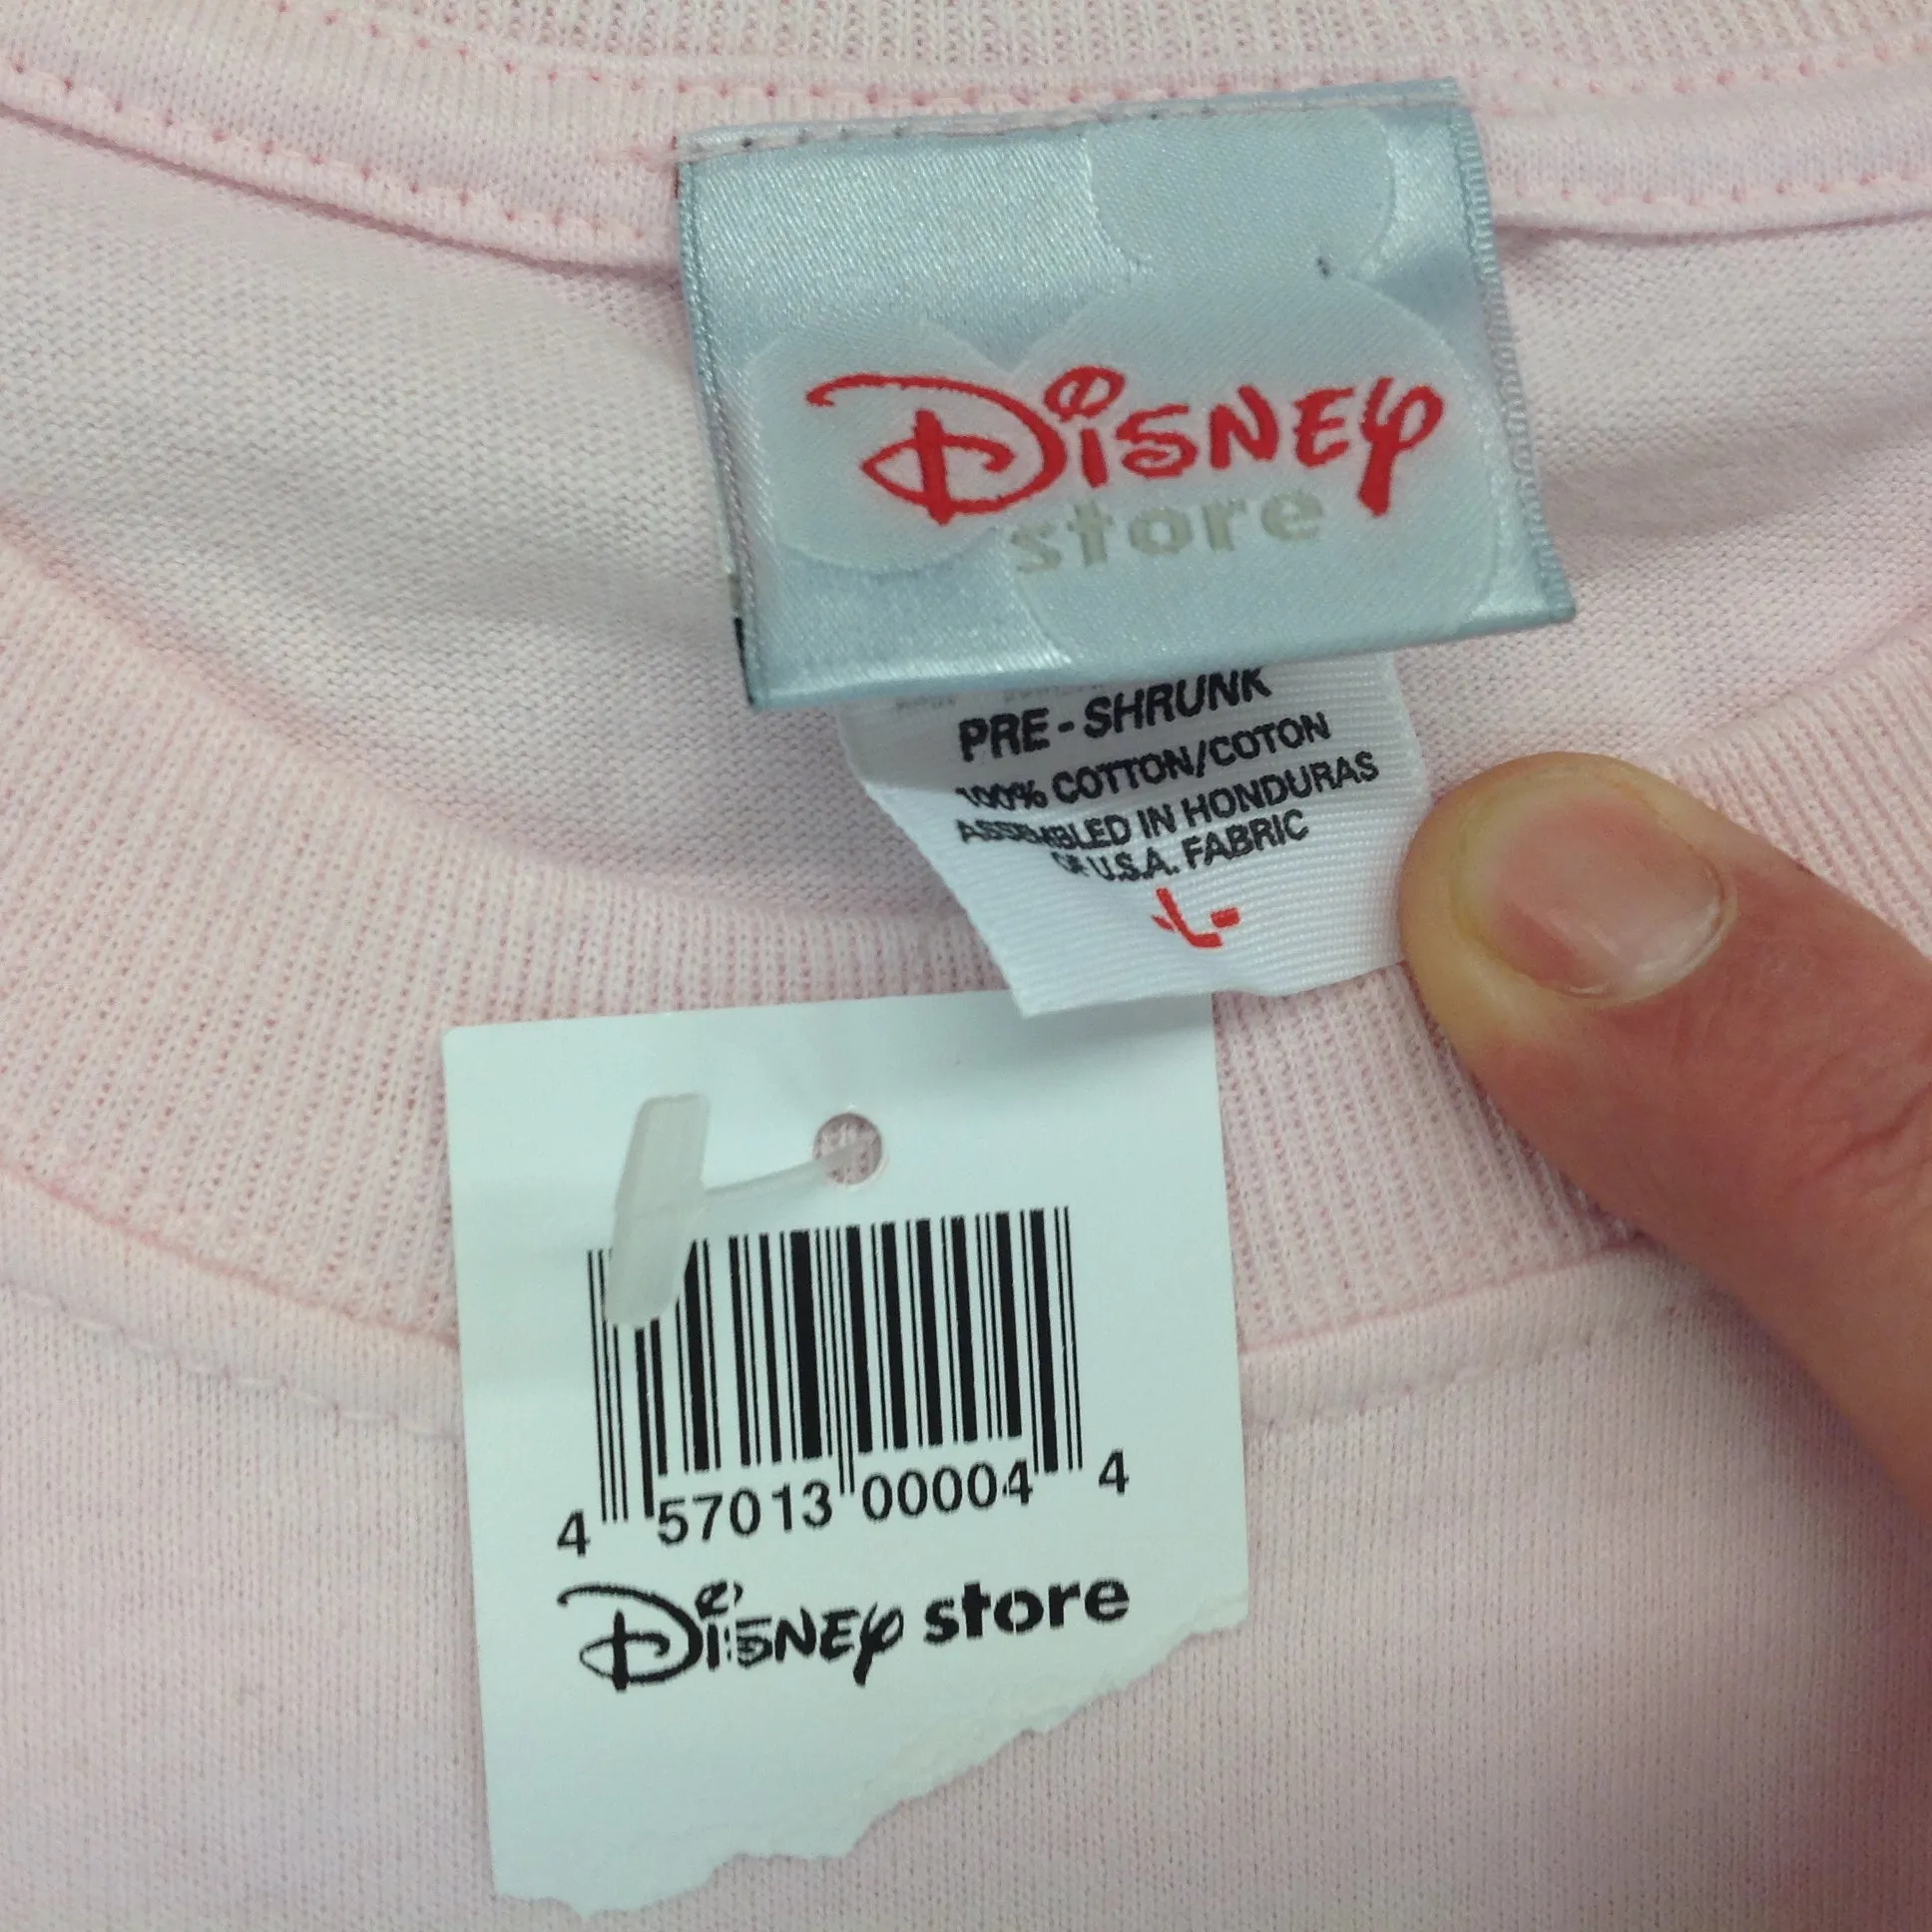 Disney
store
PRE-SHRUNK
100% COTTON/COTON
ASSEMBLED IN HONDURAS
OF U.S.A. FABRIC
-L-
4 57013 00004 4
Disney store